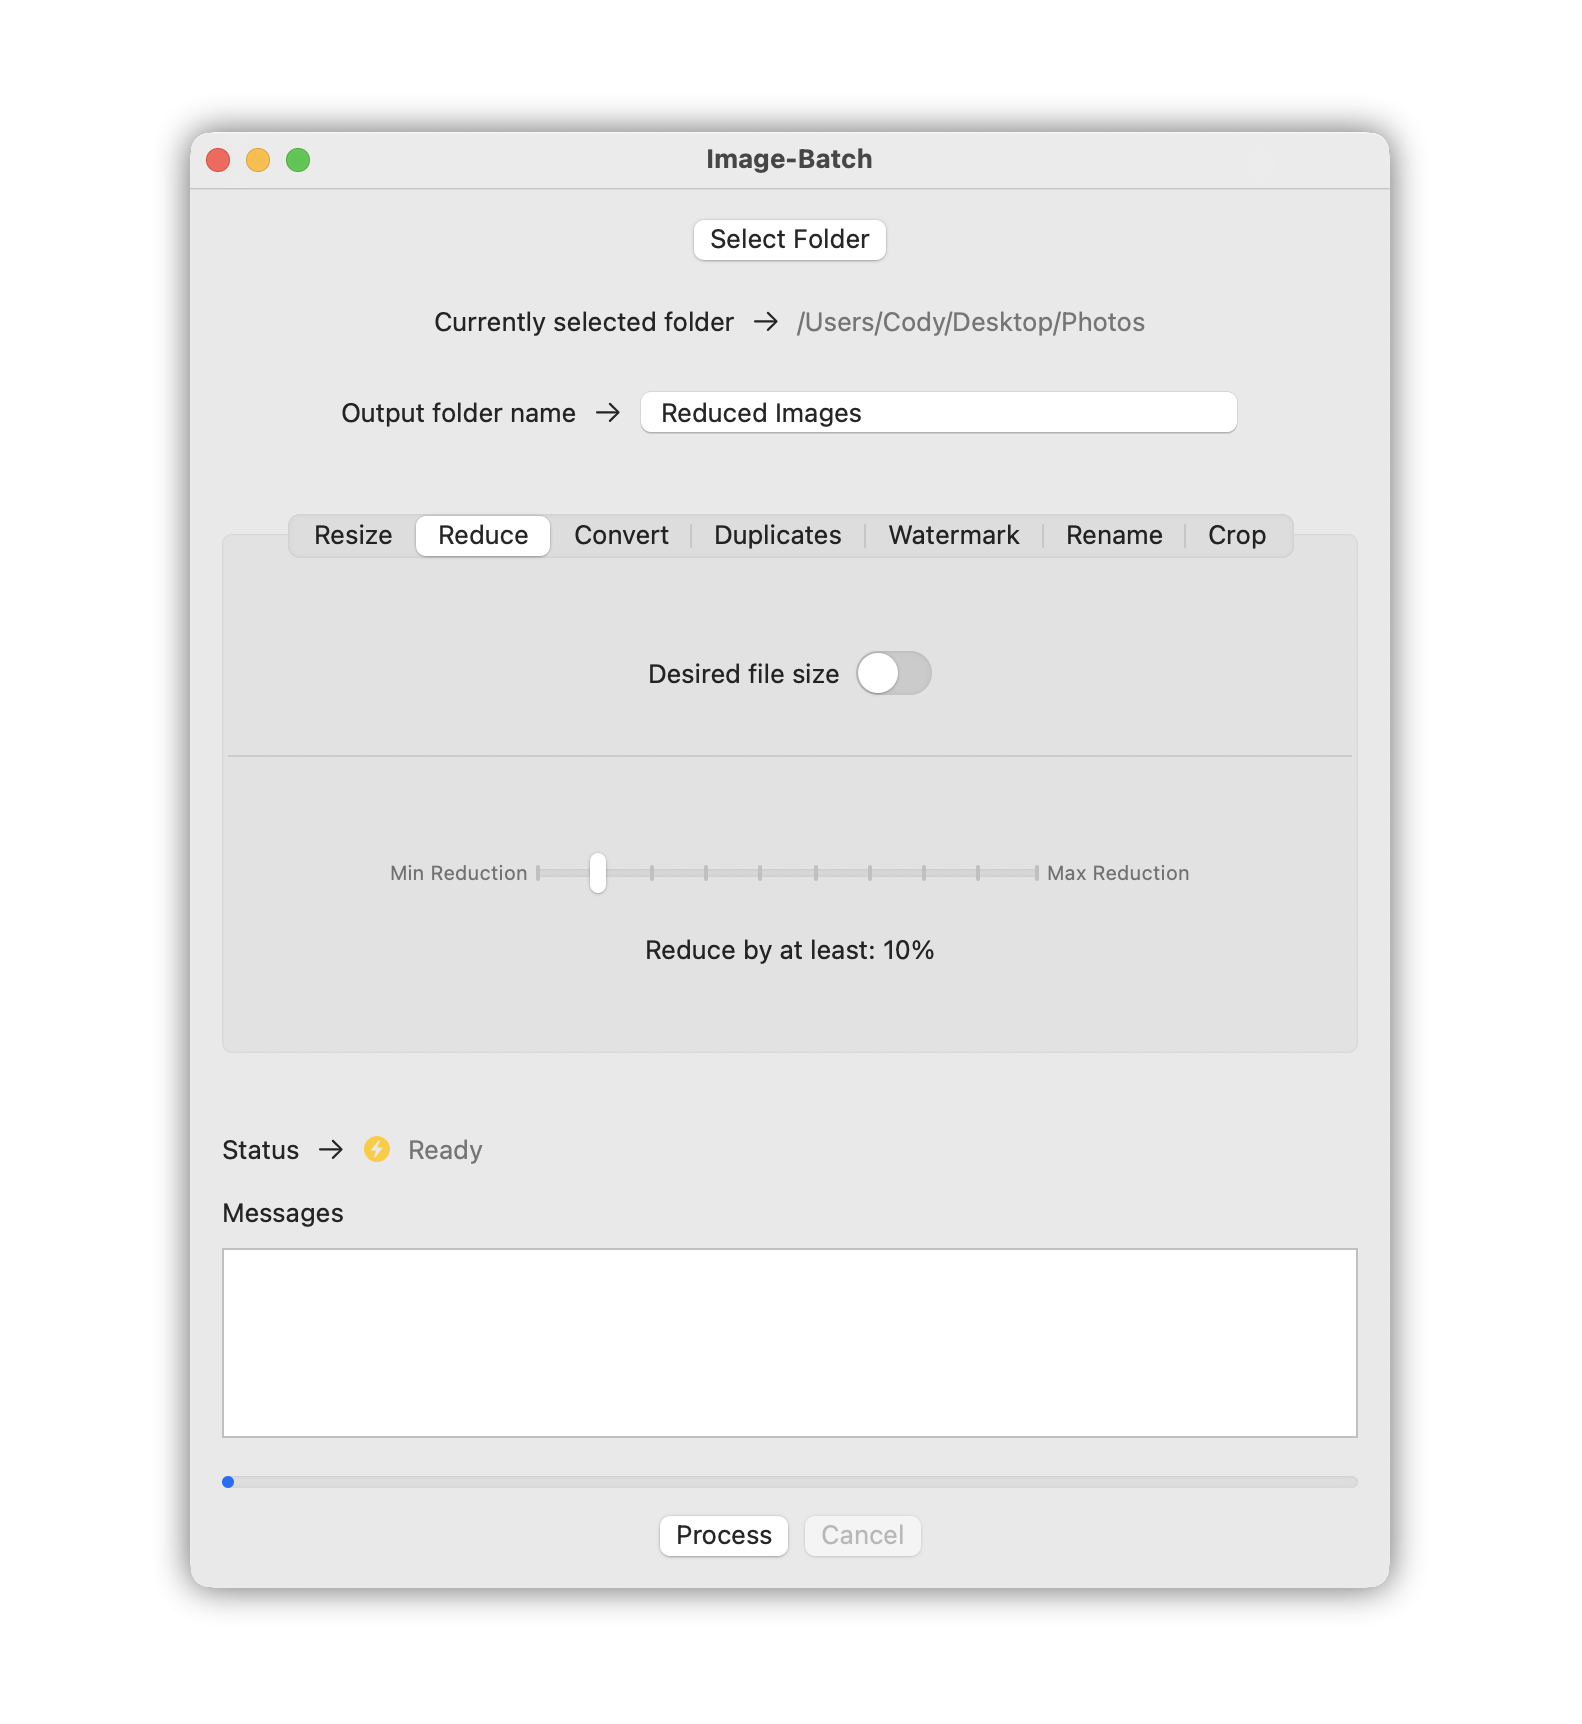 Image-Batch
Select Folder
Currently selected folder → /Users/Cody/Desktop/Photos
Output folder name → Reduced Images
Resize Reduce Convert Duplicates Watermark Rename Crop
Desired file size
Min Reduction Max Reduction
Reduce by at least: 10%
Status → Ready
Messages
Process Cancel